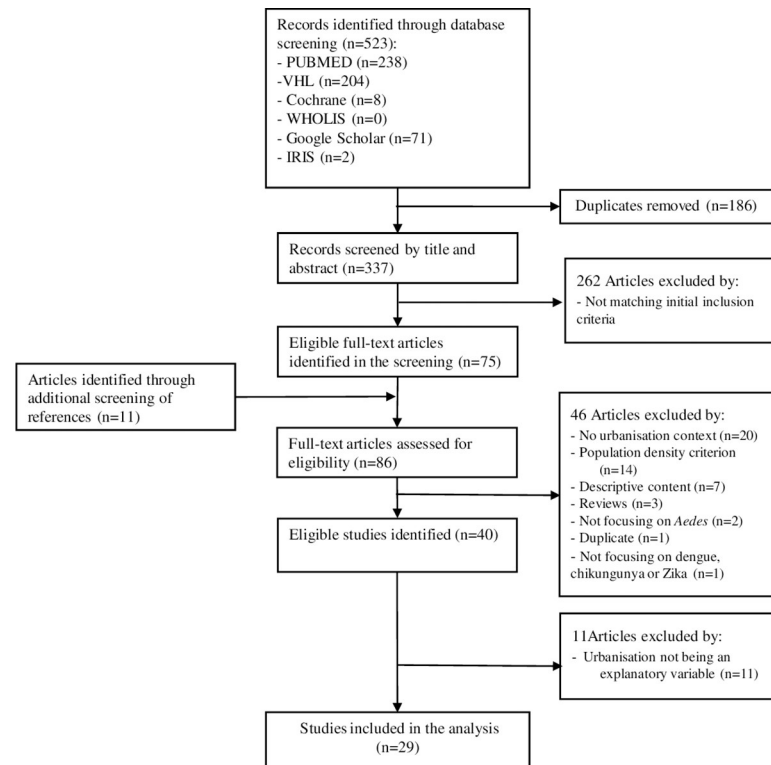 Records identified through database
screening (n=523):
- PUBMED (n=238)
-VHL (n=204)
- Cochrane (n=8)
- WHOLIS (n=0)
- Google Scholar (n=71)
- IRIS (n=2)
Duplicates removed (n=186)
Records screened by title and
abstract (n=337)
262 Articles excluded by:
- Not matching initial inclusion
criteria
Eligible full-text articles
identified in the screening (n=75)
Articles identified through
additional screening of
references (n=11)
Full-text articles assessed for
eligibility (n=86)
46 Articles excluded by:
- No urbanisation context (n=20)
- Population density criterion
(n=14)
- Descriptive content (n=7)
- Reviews (n=3)
- Not focusing on Aedes (n=2)
- Duplicate (n=1)
- Not focusing on dengue,
chikungunya or Zika (n=1)
Eligible studies identified (n=40)
11Articles excluded by:
- Urbanisation not being an
explanatory variable (n=11)
Studies included in the analysis
(n=29)